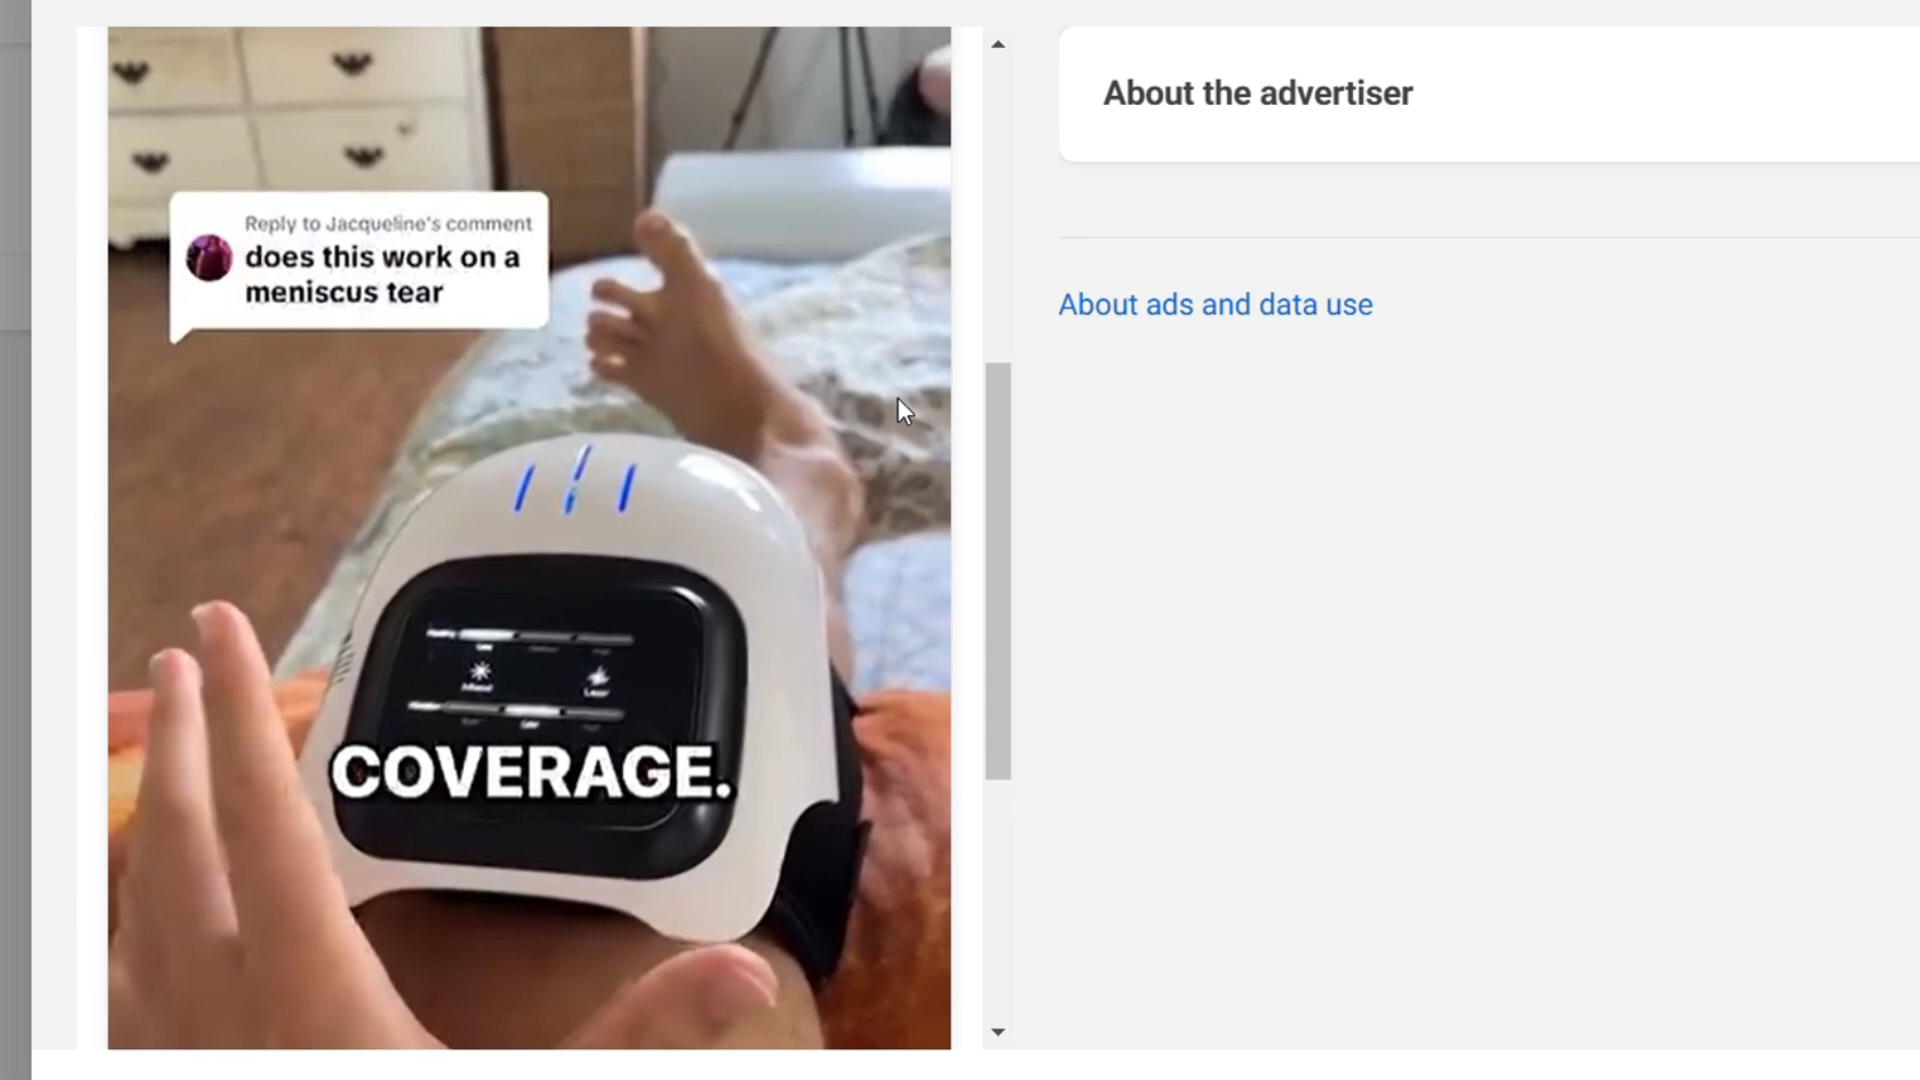 Reply to Jacqueline's comment
does this work on a
meniscus tear
Laser
COVERAGE.
About the advertiser
About ads and data use